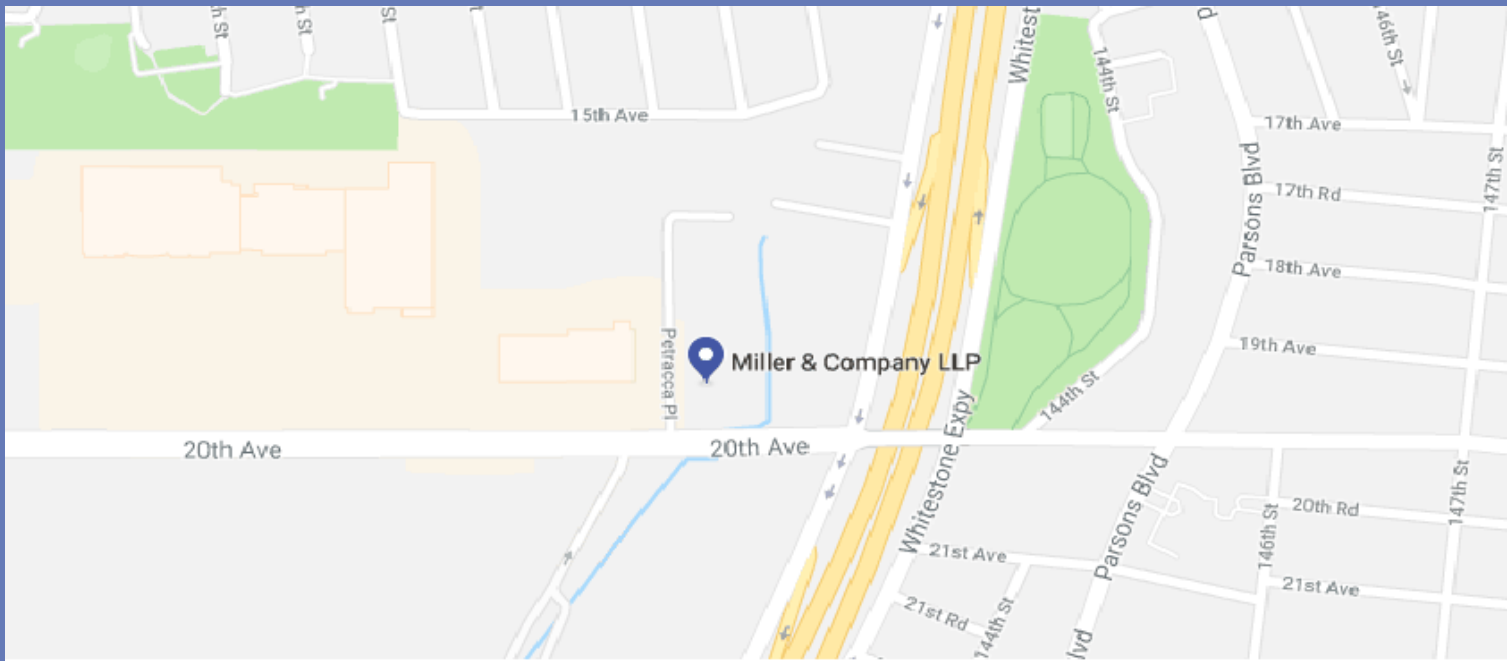 144th St
146th St
15th Ave
17th Ave
147th St
Parsons Blvd
17th Rd
18th Ave
Petracca Pl
Miller & Company LLP
19th Ave
144th St
20th Ave
20th Ave
Whitestone Expy
Parsons Blvd
147th St
20th Rd
146th St
21st Ave
21st Ave
21st Rd
144th St